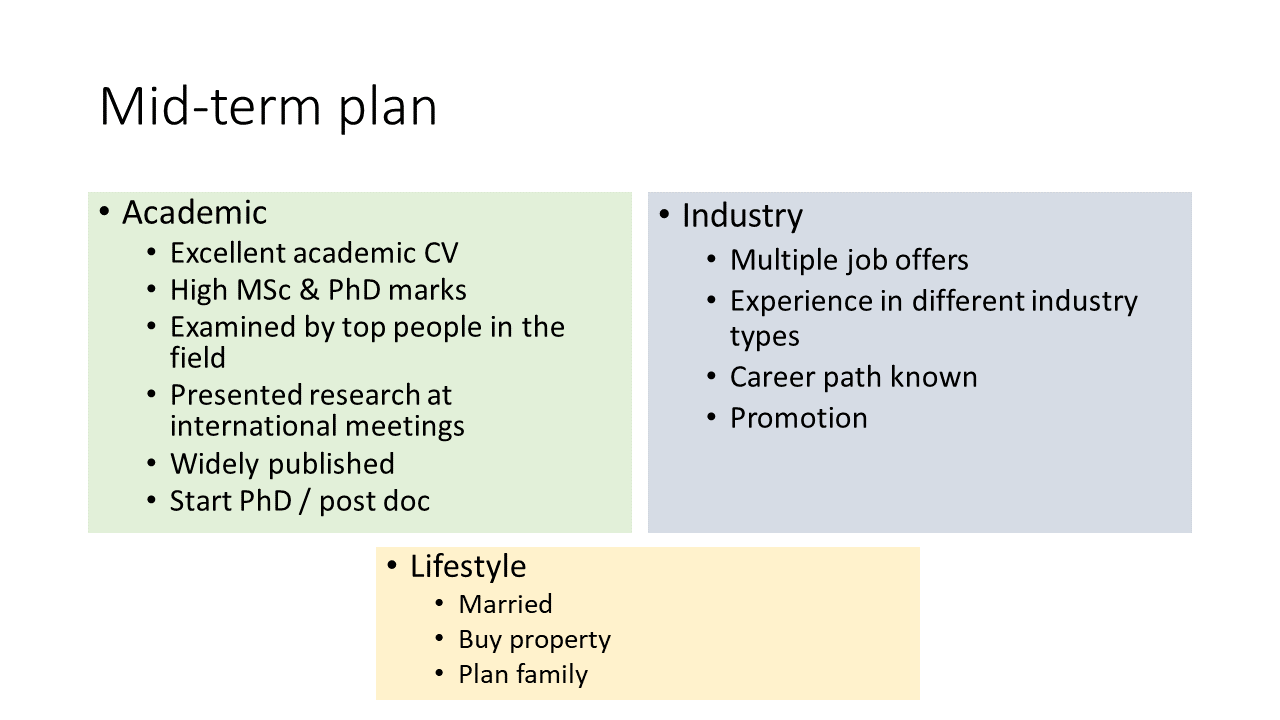 Mid-term plan
• Academic
• Excellent academic CV
• High MSc & PhD marks
• Examined by top people in the
field
• Presented research at
international meetings
• Widely published
• Start PhD / post doc
• Industry
• Multiple job offers
• Experience in different industry
types
• Career path known
• Promotion
• Lifestyle
• Married
• Buy property
• Plan family